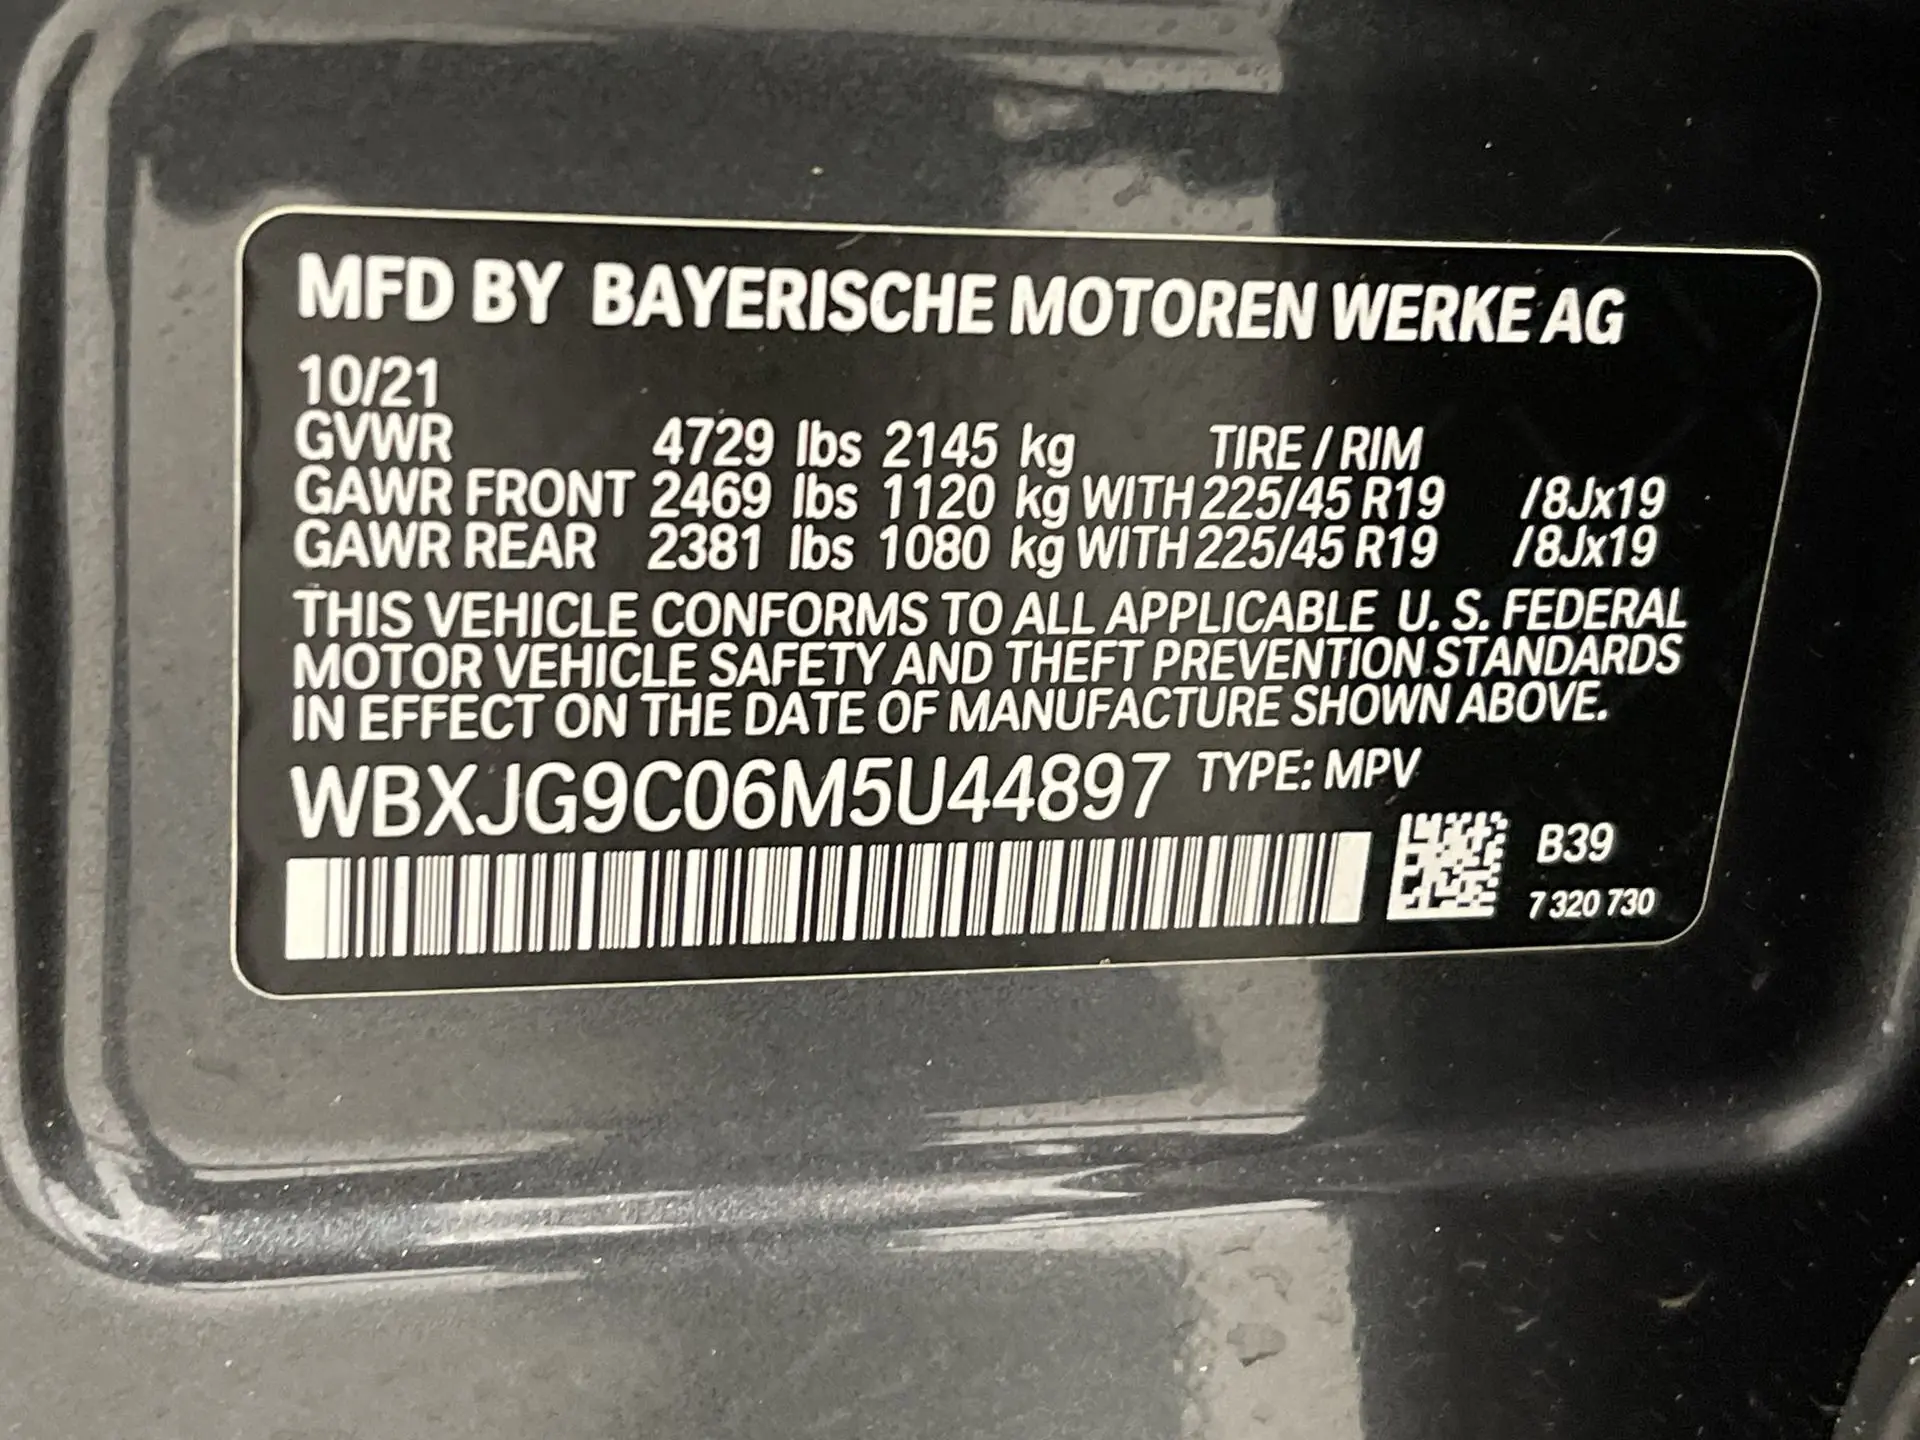 MFD BY BAYERISCHE MOTOREN WERKE AG
10/21
GVWR 4729 lbs 2145 kg TIRE / RIM
GAWR FRONT 2469 lbs 1120 kg WITH 225/45 R19 /8Jx19
GAWR REAR 2381 lbs 1080 kg WITH 225/45 R19 /8Jx19
THIS VEHICLE CONFORMS TO ALL APPLICABLE U. S. FEDERAL
MOTOR VEHICLE SAFETY AND THEFT PREVENTION STANDARDS
IN EFFECT ON THE DATE OF MANUFACTURE SHOWN ABOVE.
WBXJG9C06M5U44897 TYPE: MPV
B39
7 320 730